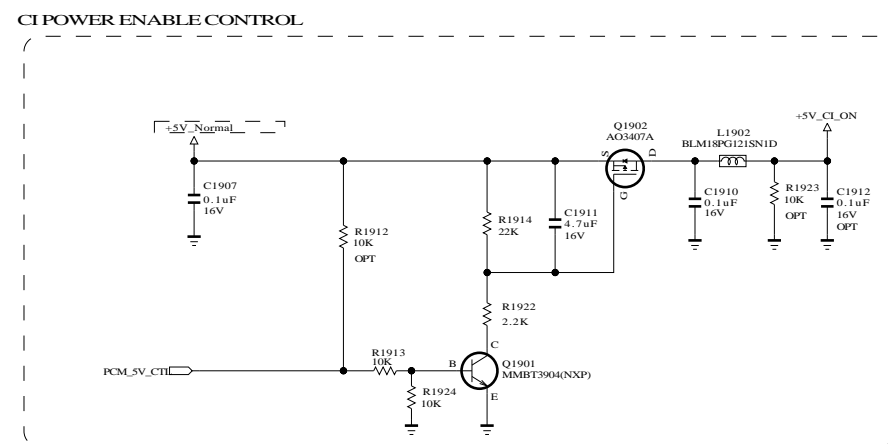 CI POWER ENABLE CONTROL
+5V_Normal
C1907
0.1uF
16V
R1912
10K
OPT
R1914
22K
C1911
4.7uF
16V
Q1902
AO3407A
S
D
G
L1902
BLM18PG121SN1D
+5V_CI_ON
C1910
0.1uF
16V
R1923
10K
OPT
C1912
0.1uF
16V
OPT
R1922
2.2K
PCM_5V_CTL
R1913
10K
R1924
10K
B
C
E
Q1901
MMBT3904(NXP)